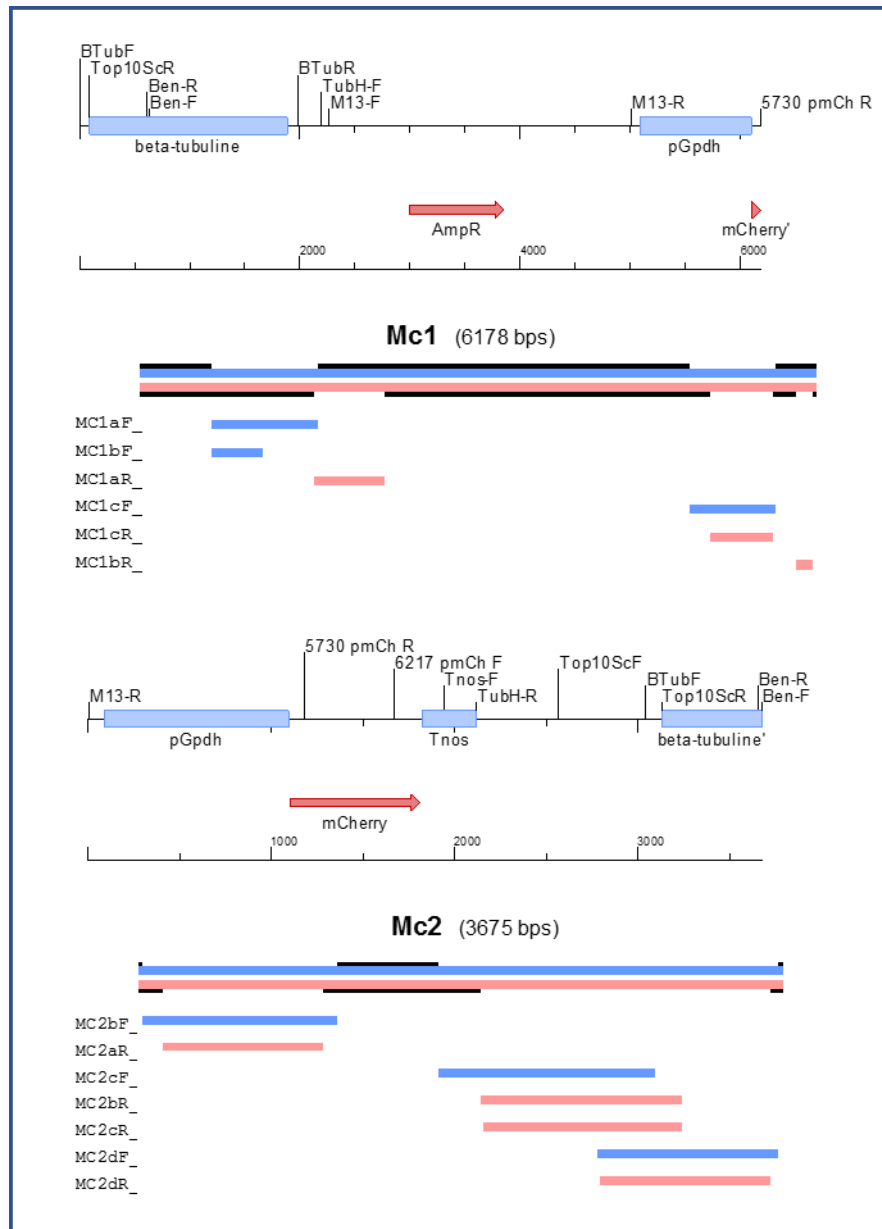 BTubF
Top10ScR
BTubR
Ben-R
TubH-F
Ben-F
M13-F
M13-R
5730 pmCh R
beta-tubuline
pGpdh
AmpR
mCherry'
2000
4000
6000
Mc1 (6178 bps)
MC1aF_
MC1bF_
MC1aR_
MC1cF_
MC1cR_
MC1bR_
5730 pmCh R
6217 pmCh F
Top10ScF
Tnos-F
BTubF
Ben-R
M13-R
TubH-R
Top10ScR
Ben-F
pGpdh
Tnos
beta-tubuline'
mCherry
1000
2000
3000
Mc2 (3675 bps)
MC2bF_
MC2aR_
MC2cF_
MC2bR_
MC2cR_
MC2dF_
MC2dR_